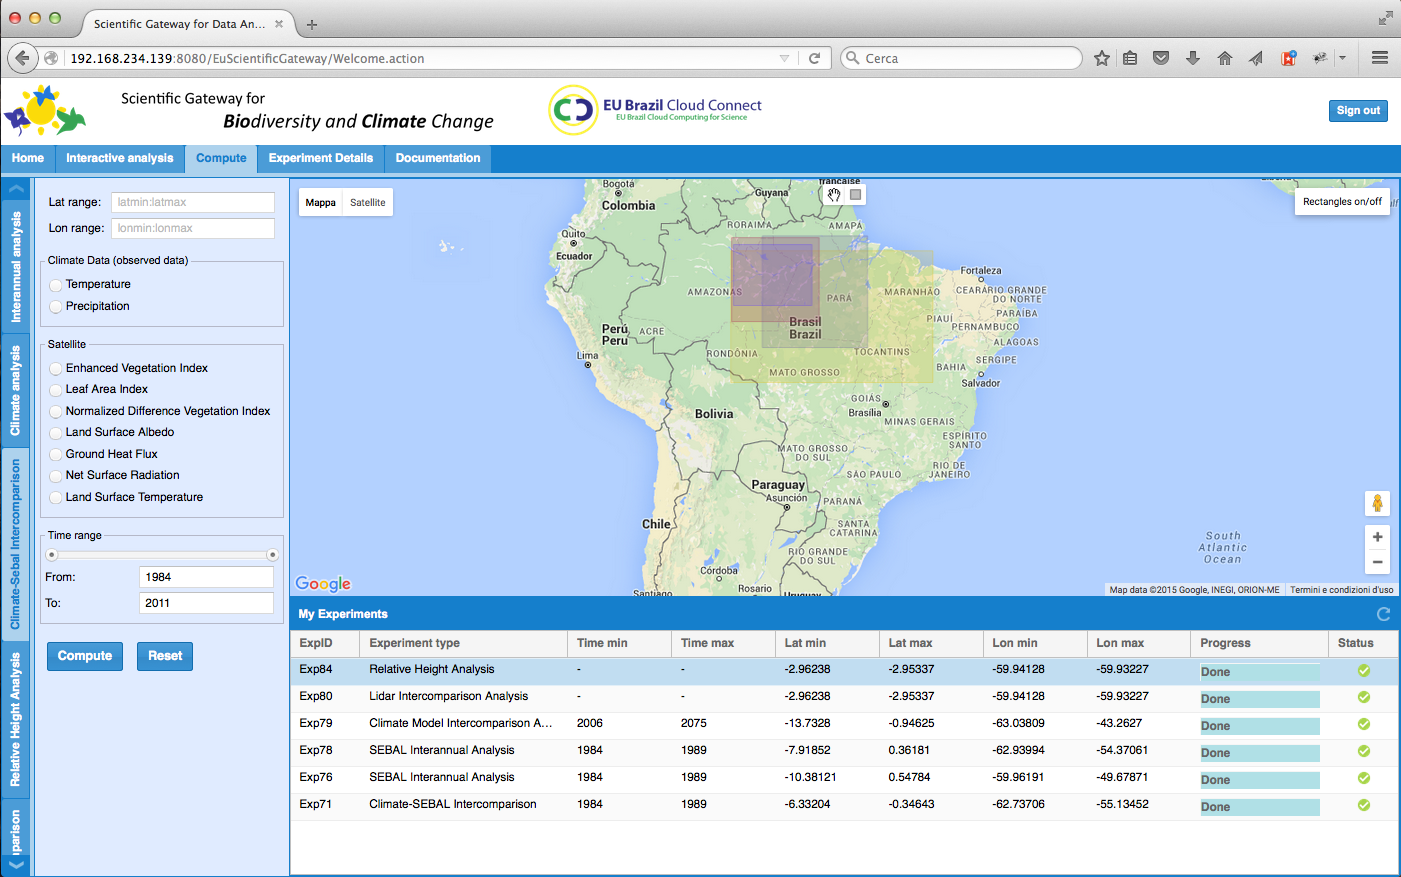 Scientific Gateway for Data An...
192.168.234.139:8080/EuScientificGateway/Welcome.action
Cerca
Scientific Gateway for
Biodiversity and Climate Change
EU Brazil Cloud Connect
EU Brazil Cloud Computing for Science
Sign out
Home
Interactive analysis
Compute
Experiment Details
Documentation
Interannual analysis
Climate analysis
Climate-Sebal Intercomparison
Relative Height Analysis
parison
Lat range:
latmin:latmax
Lon range:
lonmin:lonmax
Climate Data (observed data)
Temperature
Precipitation
Satellite
Enhanced Vegetation Index
Leaf Area Index
Normalized Difference Vegetation Index
Land Surface Albedo
Ground Heat Flux
Net Surface Radiation
Land Surface Temperature
Time range
From:
1984
To:
2011
Compute
Reset
Mappa
Satellite
Rectangles on/off
Bogotá
Colombia
Guyana
française
RORAIMA
AMAPÁ
Quito
Ecuador
AMAZONAS
PARÁ
Fortaleza
MARANHÃO
CEARÁ
RIO GRANDE
DO NORTE
PARAÍBA
PIAUÍ
PERNAMBUCO
ALAGOAS
SERGIPE
Perú
Peru
ACRE
Brasil
Brazil
Lima
RONDÔNIA
TOCANTINS
MATO GROSSO
BAHIA
Salvador
GOIÁS
Brasília
Bolivia
MINAS GERAIS
ESPÍRITO
SANTO
MATO GROSSO
DO SUL
RIO DE
JANEIRO
SÃO PAULO
Paraguay
Asunción
PARANÁ
Chile
SANTA
CATARINA
RIO GRANDE
DO SUL
Córdoba
Rosario
Santiago
Uruguay
South
Atlantic
Ocean
Google
Map data ©2015 Google, INEGI, ORION-ME
Termini e condizioni d'uso
My Experiments
ExpID Experiment type Time min Time max Lat min Lat max Lon min Lon max Progress Status
Exp84 Relative Height Analysis - - -2.96238 -2.95337 -59.94128 -59.93227 Done
Exp80 Lidar Intercomparison Analysis - - -2.96238 -2.95337 -59.94128 -59.93227 Done
Exp79 Climate Model Intercomparison A... 2006 2075 -13.7328 -0.94625 -63.03809 -43.2627 Done
Exp78 SEBAL Interannual Analysis 1984 1989 -7.91852 0.36181 -62.93994 -54.37061 Done
Exp76 SEBAL Interannual Analysis 1984 1989 -10.38121 0.54784 -59.96191 -49.67871 Done
Exp71 Climate-SEBAL Intercomparison 1984 1989 -6.33204 -0.34643 -62.73706 -55.13452 Done